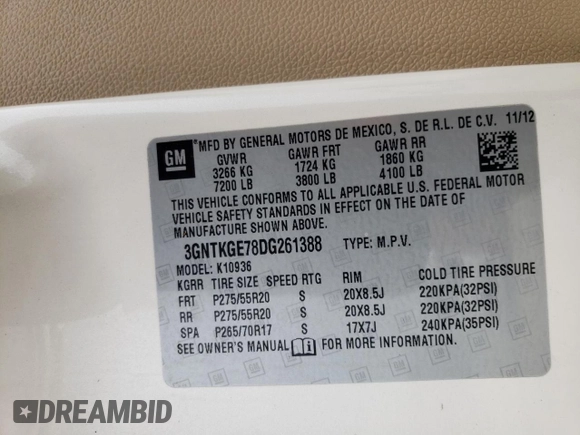 GM
*MFD BY GENERAL MOTORS DE MEXICO, S. DE R.L. DE C.V. 11/12
GVWR GAWR FRT GAWR RR
3266 KG 1724 KG 1860 KG
7200 LB 3800 LB 4100 LB
THIS VEHICLE CONFORMS TO ALL APPLICABLE U.S. FEDERAL MOTOR
VEHICLE SAFETY STANDARDS IN EFFECT ON THE DATE OF
MANUFACTURE SHOWN ABOVE.
3GNTKGE78DG261388 TYPE: M.P.V.
MODEL: K10936
KGRR TIRE SIZE SPEED RTG RIM COLD TIRE PRESSURE
FRT P275/55R20 S 20X8.5J 220KPA(32PSI)
RR P275/55R20 S 20X8.5J 220KPA(32PSI)
SPA P265/70R17 S 17X7J 240KPA(35PSI)
SEE OWNER'S MANUAL FOR MORE INFORMATION.
DREAMBID